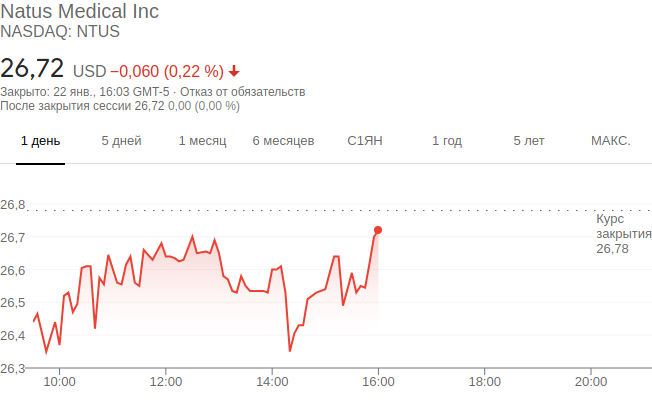 Natus Medical Inc
NASDAQ: NTUS
26,72 USD −0,060 (0,22 %)
Закрыто: 22 янв., 16:03 GMT-5 · Отказ от обязательств
После закрытия сессии 26,72 0,00 (0,00 %)
1 день 5 дней 1 месяц 6 месяцев С1ЯН 1 год 5 лет МАКС.
26,8
Курс
закрытия
26,78
26,7
26,6
26,5
26,4
26,3
10:00 12:00 14:00 16:00 18:00 20:00